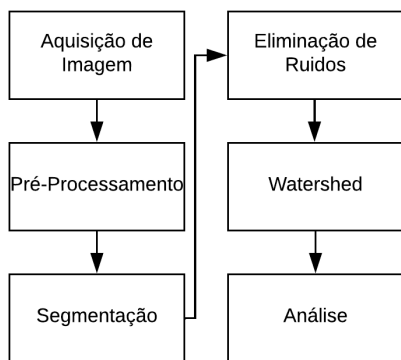 Aquisição de
Imagem
Pré-Processamento
Segmentação
Eliminação de
Ruidos
Watershed
Análise